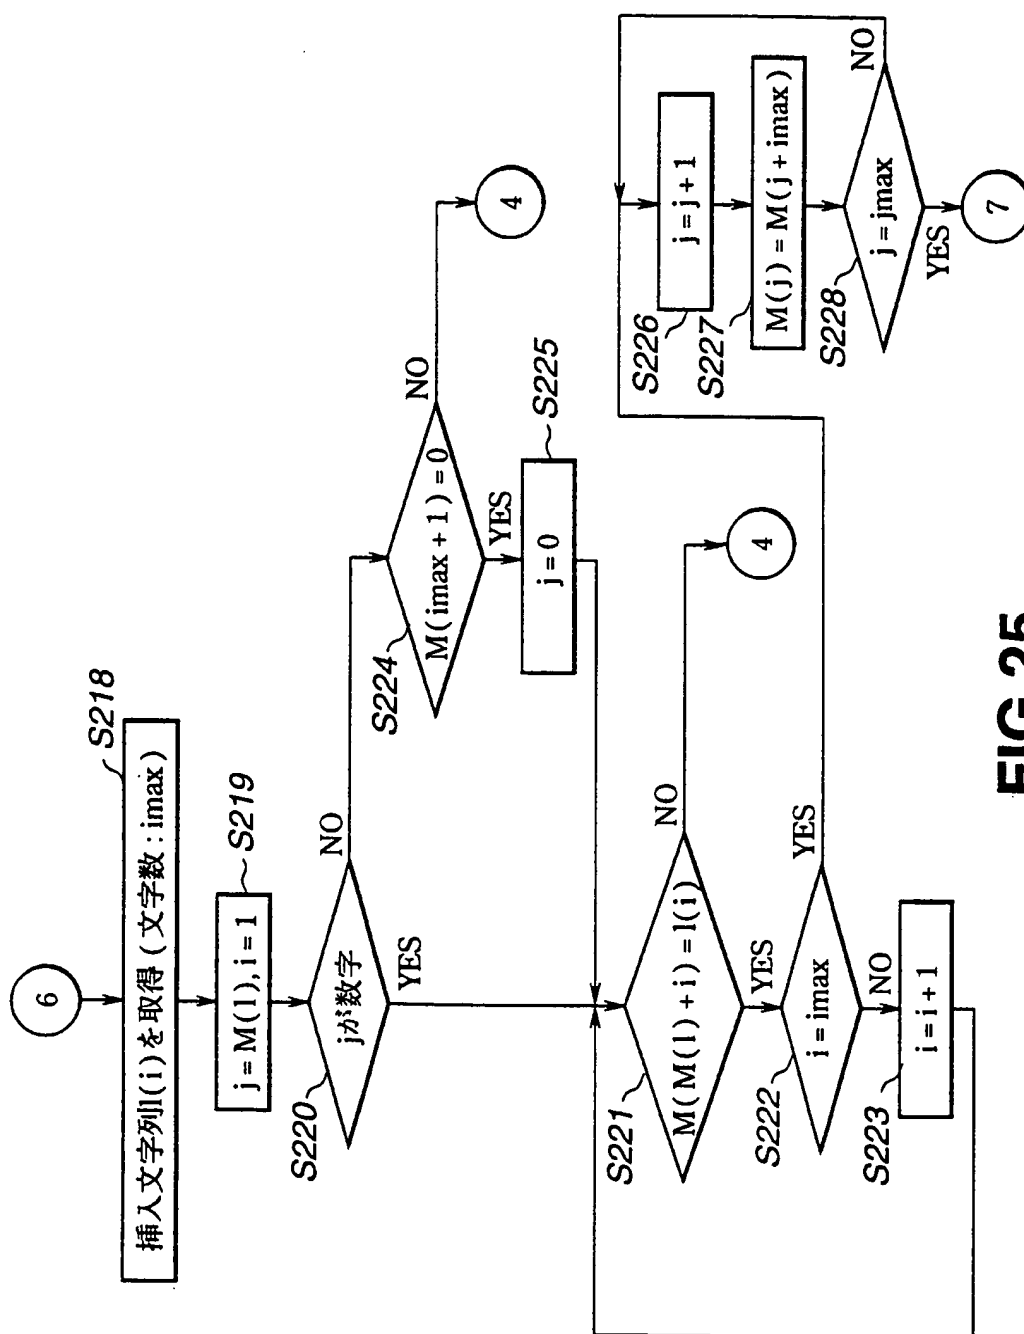 6
S218
挿入文字列l(i)を取得(文字数:imax)
S219
j=M(1),i=1
S220
jが数字
NO
YES
S224
M(imax+1)=0
NO
4
YES
S225
j=0
S221
M(M(1)+i)=l(i)
NO
4
YES
S222
i=imax
YES
NO
S223
i=i+1
S226
j=j+1
S227
M(j)=M(j+imax)
S228
j=jmax
NO
YES
7
FIG.25